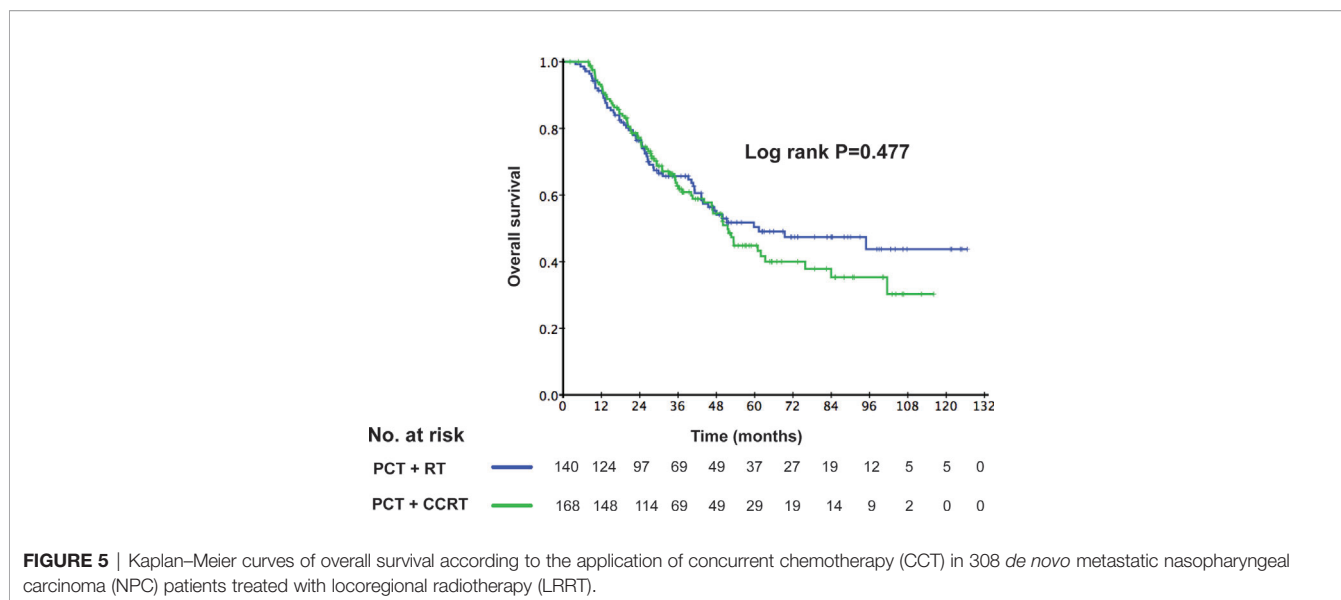 1.0
0.8
0.6
0.4
0.2
0.0
Overall survival
Log rank P=0.477
0 12 24 36 48 60 72 84 96 108 120 132
No. at risk
Time (months)
PCT + RT 140 124 97 69 49 37 27 19 12 5 5 0
PCT + CCRT 168 148 114 69 49 29 19 14 9 2 0 0
FIGURE 5 | Kaplan–Meier curves of overall survival according to the application of concurrent chemotherapy (CCT) in 308 de novo metastatic nasopharyngeal
carcinoma (NPC) patients treated with locoregional radiotherapy (LRRT).